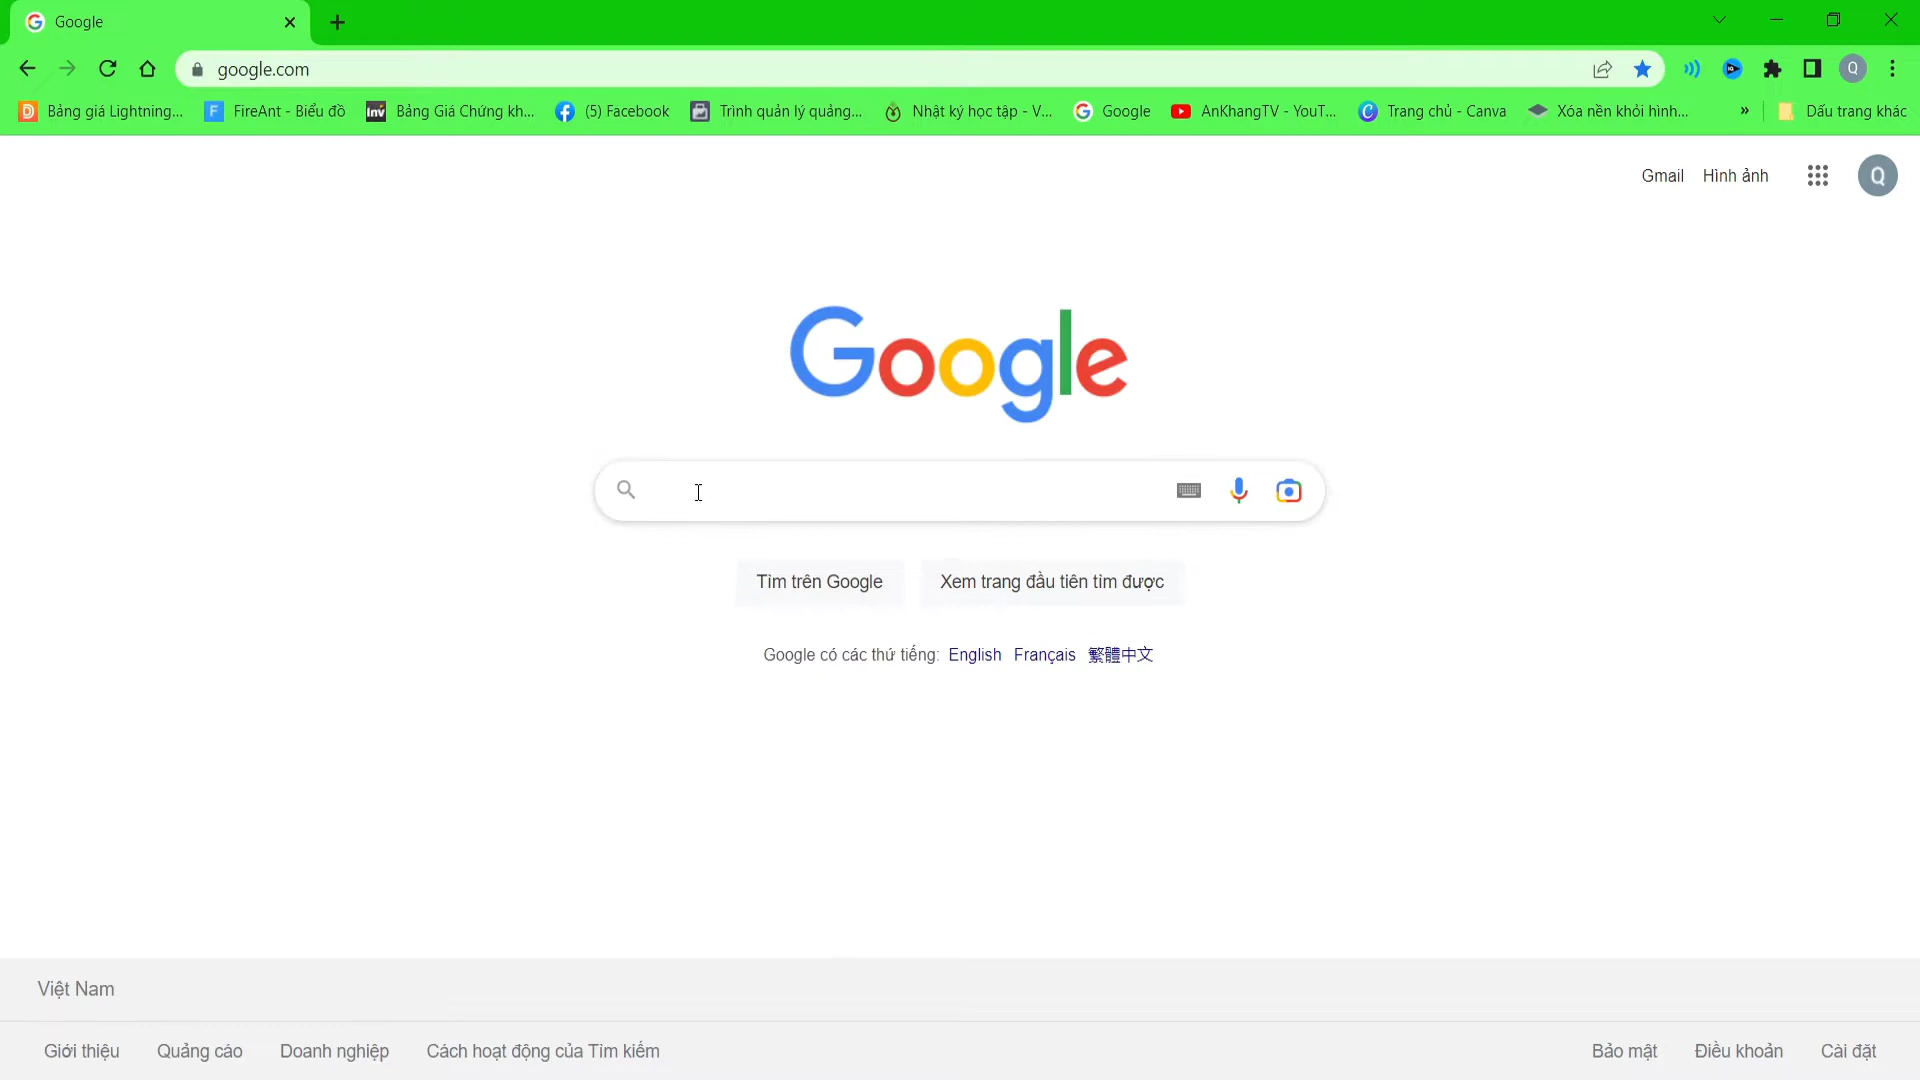 Google
google.com
Q
D Bảng giá Lightning...
F FireAnt - Biểu đồ
Inv Bảng Giá Chứng kh...
(5) Facebook
Trình quản lý quảng...
Nhật ký học tập - V...
Google
AnKhangTV - YouT...
Trang chủ - Canva
Xóa nền khỏi hình...
»
Dấu trang khác
Gmail Hình ảnh Q
Google
Tìm trên Google Xem trang đầu tiên tìm được
Google có các thứ tiếng: English Français 繁體中文
Việt Nam
Giới thiệu Quảng cáo Doanh nghiệp Cách hoạt động của Tìm kiếm Bảo mật Điều khoản Cài đặt